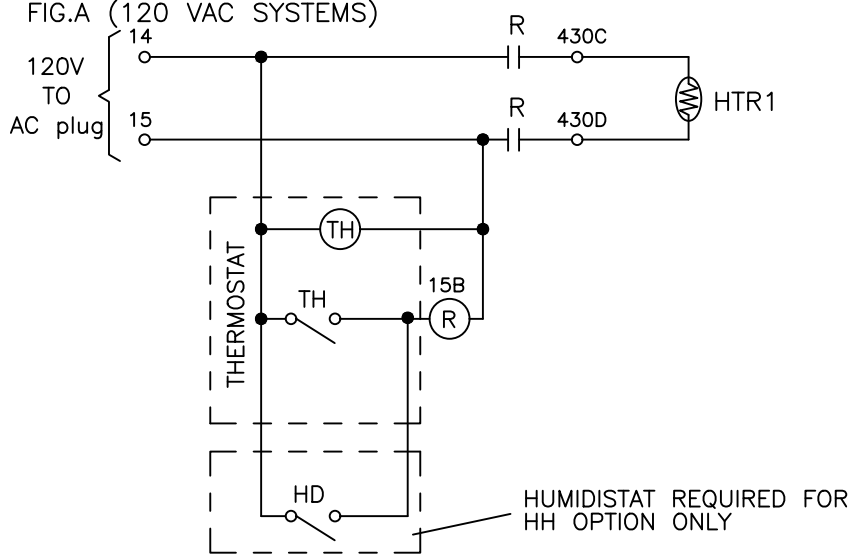 FIG.A (120 VAC SYSTEMS)
14
R
430C
120V
TO
AC plug
HTR1
15
R
430D
THERMOSTAT
TH
TH
15B
R
HD
HUMIDISTAT REQUIRED FOR
HH OPTION ONLY